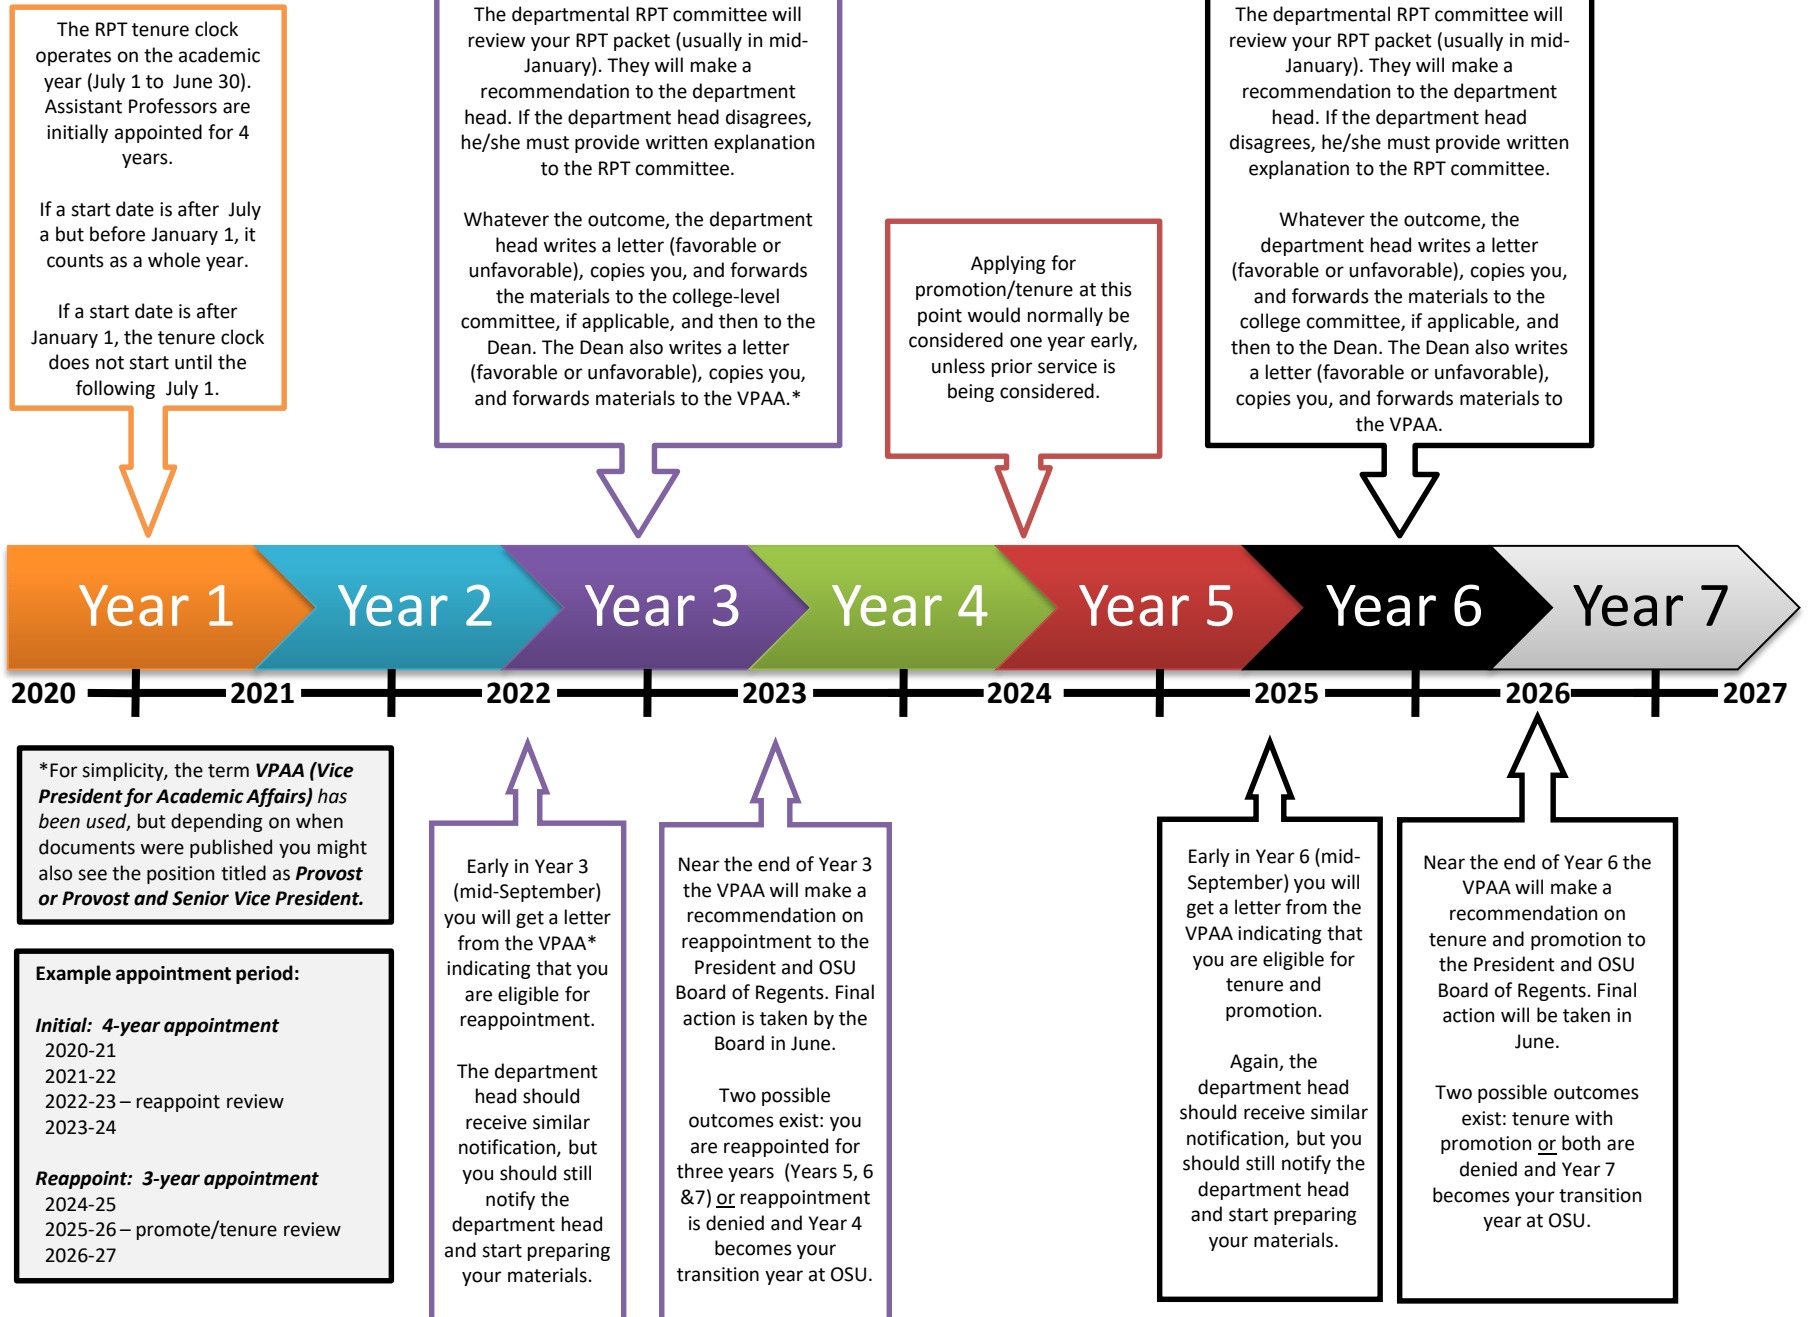 The RPT tenure clock
operates on the academic
year (July 1 to  June 30).
Assistant Professors are
initially appointed for 4
years.
If a start date is after  July
a but before January 1, it
counts as a whole year.
If a start date is after
January 1, the tenure clock
does not start until the
following  July 1.
The departmental RPT committee will
review your RPT packet (usually in mid-
January). They will make a
recommendation to the department
head. If the department head disagrees,
he/she must provide written explanation
to the RPT committee.
Whatever the outcome, the department
head writes a letter (favorable or
unfavorable), copies you, and forwards
the materials to the college-level
committee, if applicable, and then to the
Dean. The Dean also writes a letter
(favorable or unfavorable), copies you,
and forwards materials to the VPAA.*
Applying for
promotion/tenure at this
point would normally be
considered one year early,
unless prior service is
being considered.
The departmental RPT committee will
review your RPT packet (usually in mid-
January). They will make a
recommendation to the department
head. If the department head
disagrees, he/she must provide written
explanation to the RPT committee.
Whatever the outcome, the
department head writes a letter
(favorable or unfavorable), copies you,
and forwards the materials to the
college committee, if applicable, and
then to the Dean. The Dean also writes
a letter (favorable or unfavorable),
copies you, and forwards materials to
the VPAA.
Year 1
Year 2
Year 3
Year 4
Year 5
Year 6
Year 7
2020
2021
2022
2023
2024
2025
2026
2027
*For simplicity, the term VPAA (Vice
President for Academic Affairs) has
been used, but depending on when
documents were published you might
also see the position titled as Provost
or Provost and Senior Vice President.
Example appointment period:
Initial:  4-year appointment
2020-21
2021-22
2022-23 – reappoint review
2023-24
Reappoint:  3-year appointment
2024-25
2025-26 – promote/tenure review
2026-27
Early in Year 3
(mid-September)
you will get a letter
from the VPAA*
indicating that you
are eligible for
reappointment.
The department
head should
receive similar
notification, but
you should still
notify the
department head
and start preparing
your materials.
Near the end of Year 3
the VPAA will make a
recommendation on
reappointment to the
President and OSU
Board of Regents. Final
action is taken by the
Board in June.
Two possible
outcomes exist: you
are reappointed for
three years  (Years 5, 6
&7) or reappointment
is denied and Year 4
becomes your
transition year at OSU.
Early in Year 6 (mid-
September) you will
get a letter from the
VPAA indicating that
you are eligible for
tenure and
promotion.
Again, the
department head
should receive similar
notification, but you
should still notify the
department head
and start preparing
your materials.
Near the end of Year 6 the
VPAA will make a
recommendation on
tenure and promotion to
the President and OSU
Board of Regents. Final
action will be taken in
June.
Two possible outcomes
exist: tenure with
promotion or both are
denied and Year 7
becomes your transition
year at OSU.